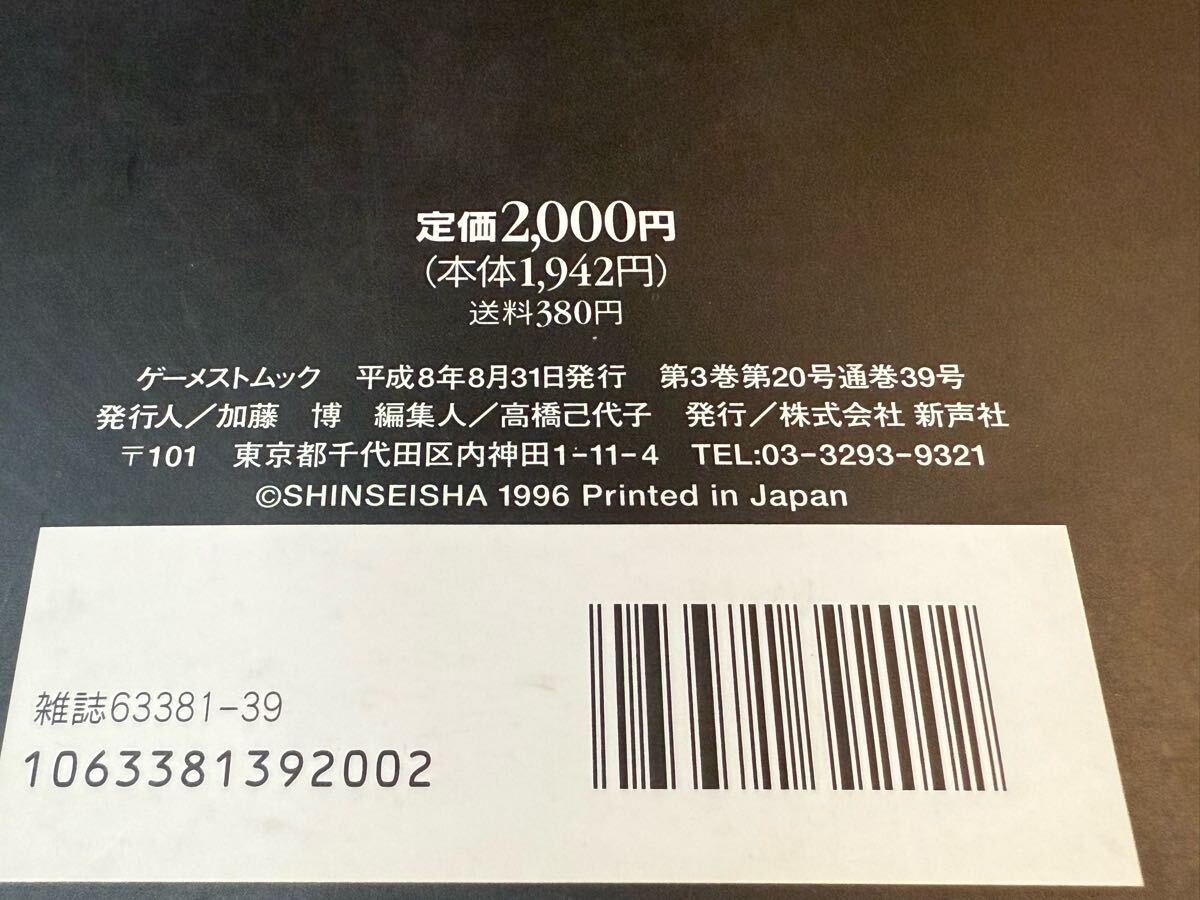 定価2,000円
(本体1,942円)
送料380円
ゲーメストムック 平成8年8月31日発行 第3巻第20号通巻39号
発行人/加藤 博 編集人/高橋己代子 発行/株式会社 新声社
〒101 東京都千代田区内神田1-11-4 TEL:03-3293-9321
©SHINSEISHA 1996 Printed in Japan
雑誌63381-39
1063381392002